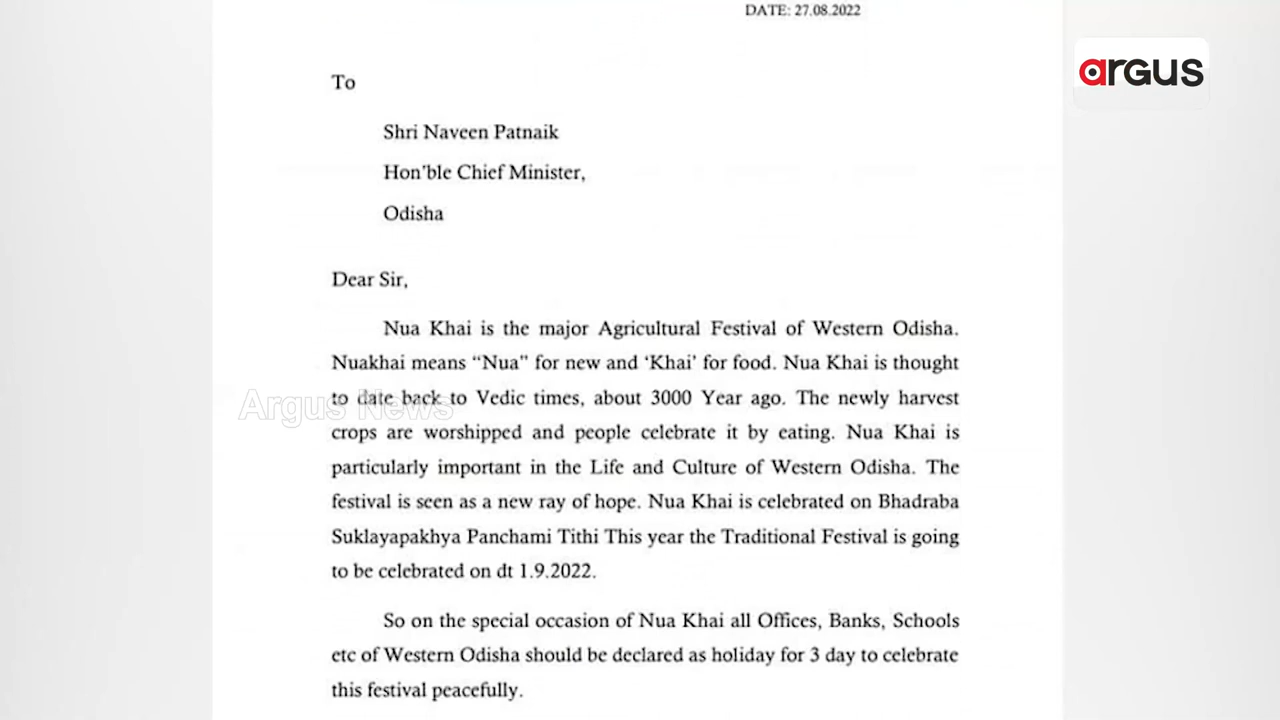 DATE: 27.08.2022
argus
To
Shri Naveen Patnaik
Hon'ble Chief Minister,
Odisha
Dear Sir,
Nua Khai is the major Agricultural Festival of Western Odisha.
Nuakhai means “Nua” for new and ‘Khai’ for food. Nua Khai is thought
to date back to Vedic times, about 3000 Year ago. The newly harvest
Argus News
crops are worshipped and people celebrate it by eating. Nua Khai is
particularly important in the Life and Culture of Western Odisha. The
festival is seen as a new ray of hope. Nua Khai is celebrated on Bhadraba
Suklayapakhya Panchami Tithi This year the Traditional Festival is going
to be celebrated on dt 1.9.2022.
So on the special occasion of Nua Khai all Offices, Banks, Schools
etc of Western Odisha should be declared as holiday for 3 day to celebrate
this festival peacefully.